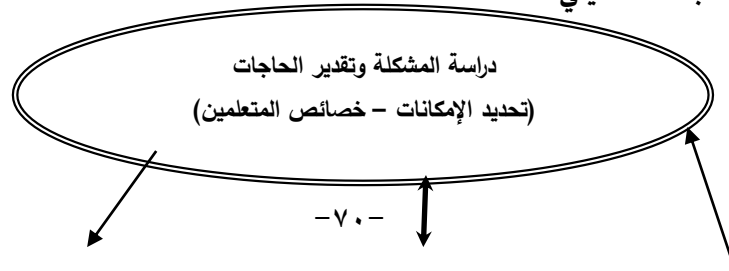 دراسة المشكلة وتقدير الحاجات
(تحديد الإمكانات – خصائص المتعلمين)
-٧٠-